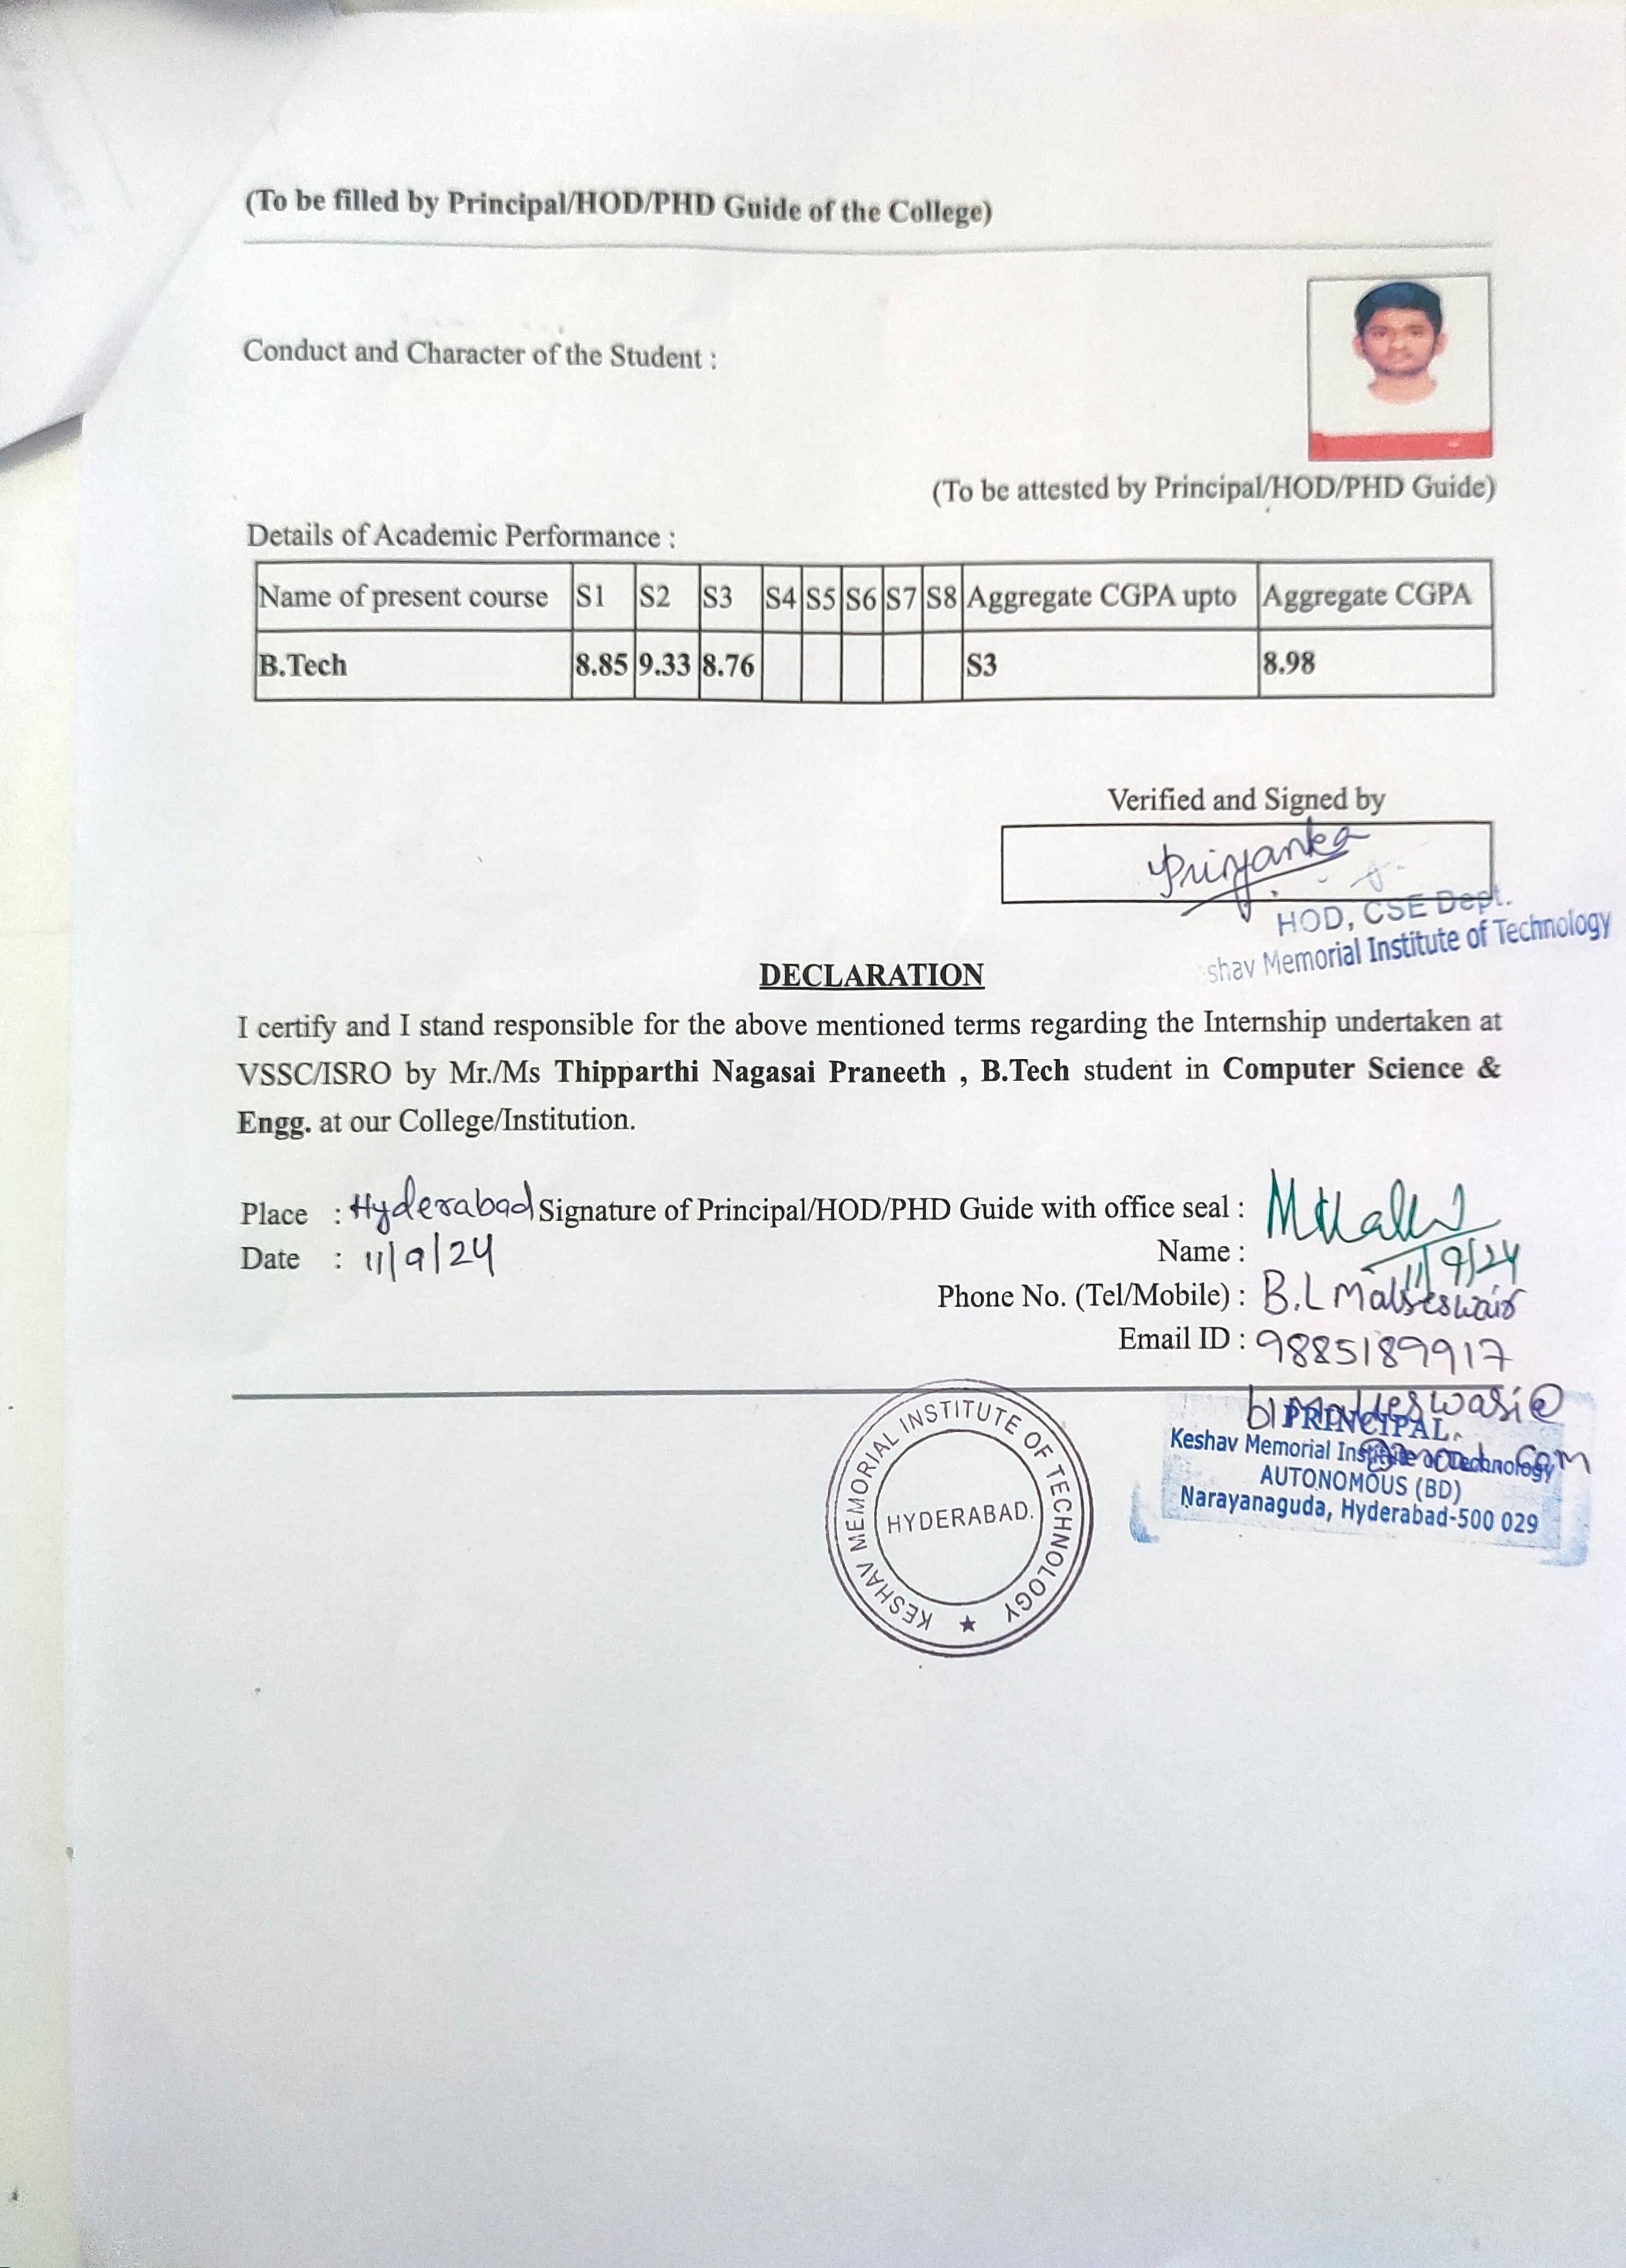 (To be filled by Principal/HOD/PHD Guide of the College)
Conduct and Character of the Student :
(To be attested by Principal/HOD/PHD Guide)
Details of Academic Performance :
Name of present course S1 S2 S3 S4 S5 S6 S7 S8 Aggregate CGPA upto Aggregate CGPA
B.Tech 8.85 9.33 8.76 S3 8.98
Verified and Signed by
Priyanka
HOD, CSE Dept.
shav Memorial Institute of Technology
DECLARATION
I certify and I stand responsible for the above mentioned terms regarding the Internship undertaken at
VSSC/ISRO by Mr./Ms Thipparthi Nagasai Praneeth , B.Tech student in Computer Science &
Engg. at our College/Institution.
Place : Hyderabad Signature of Principal/HOD/PHD Guide with office seal :
Date : 11/9/24
Name :
11/9/24
Phone No. (Tel/Mobile) : B.L
Email ID : 9885189917
PRINCIPAL
Keshav Memorial Institute of Technology
AUTONOMOUS (BD)
Narayanaguda, Hyderabad-500 029
KESHAV MEMORIAL INSTITUTE OF TECHNOLOGY ★
HYDERABAD.